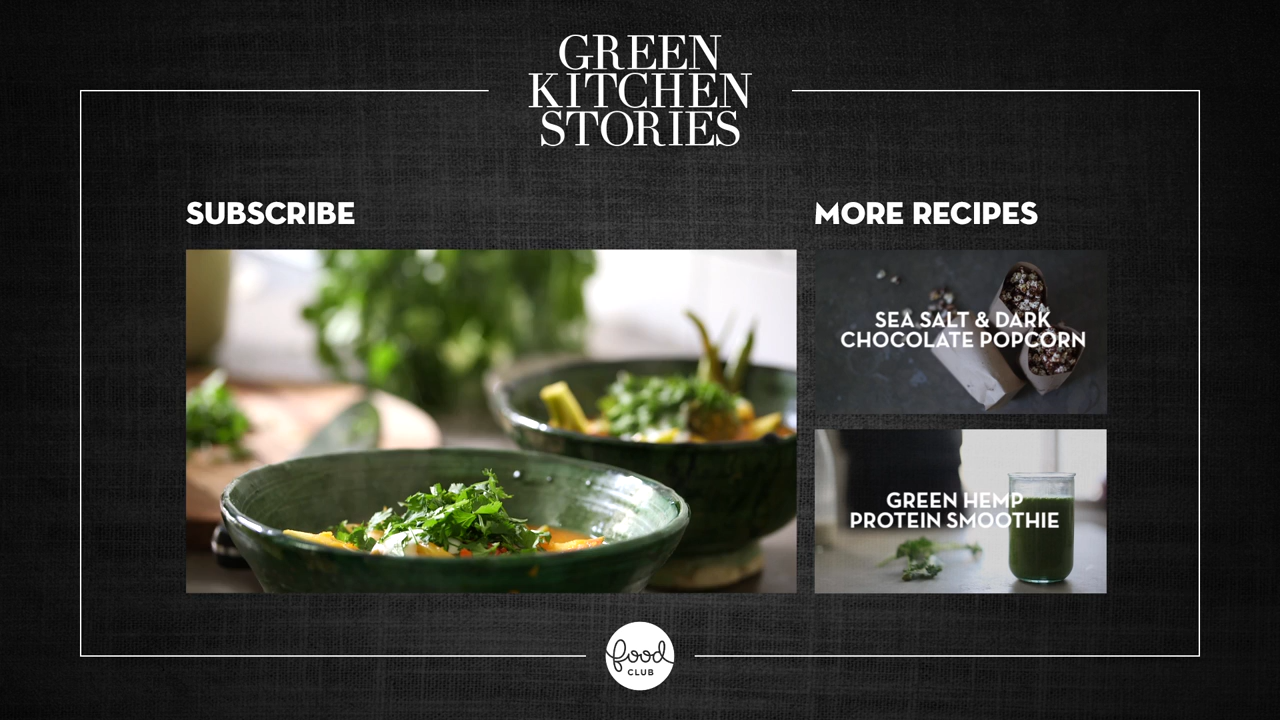 GREEN
KITCHEN
STORIES
SUBSCRIBE
MORE RECIPES
SEA SALT & DARK
CHOCOLATE POPCORN
GREEN HEMP
PROTEIN SMOOTHIE
food
CLUB